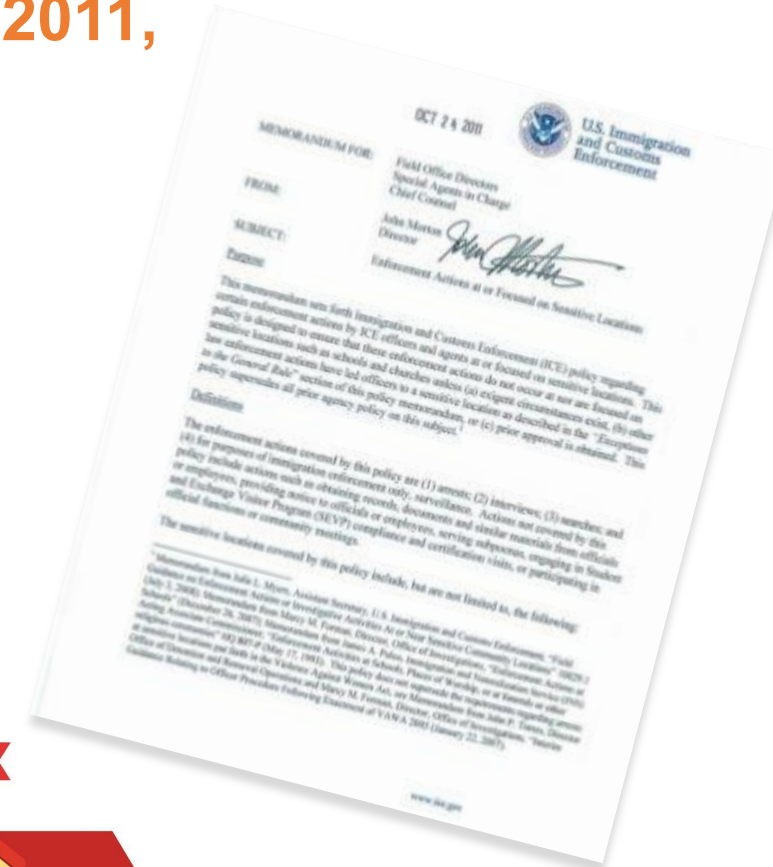 2011,
OCT 24 2011
U.S. Immigration
and Customs
Enforcement
MEMORANDUM FOR:
Field Office Directors
Special Agents in Charge
Chief Counsel
FROM:
John Morton
Director
SUBJECT:
Enforcement Actions at or Focused on Sensitive Locations
Purpose
This memorandum sets forth Immigration and Customs Enforcement (ICE) policy regarding
certain enforcement actions by ICE officers and agents at or focused on sensitive locations. This
policy is designed to ensure that these enforcement actions do not occur at nor are focused on
sensitive locations such as schools and churches unless (a) exigent circumstances exist, (b) other
law enforcement actions have led officers to a sensitive location as described in the "Exceptions
to the General Rule" section of this policy memorandum, or (c) prior approval is obtained. This
policy supersedes all prior agency policy on this subject.1
Definitions
The enforcement actions covered by this policy are (1) arrests; (2) interviews; (3) searches; and
(4) for purposes of immigration enforcement only, surveillance. Actions not covered by this
policy include actions such as obtaining records, documents and similar materials from officials
or employees, providing notice to officials or employees, serving subpoenas, engaging in Student
and Exchange Visitor Program (SEVP) compliance and certification visits, or participating in
official functions or community meetings.
The sensitive locations covered by this policy include, but are not limited to, the following:
www.ice.gov